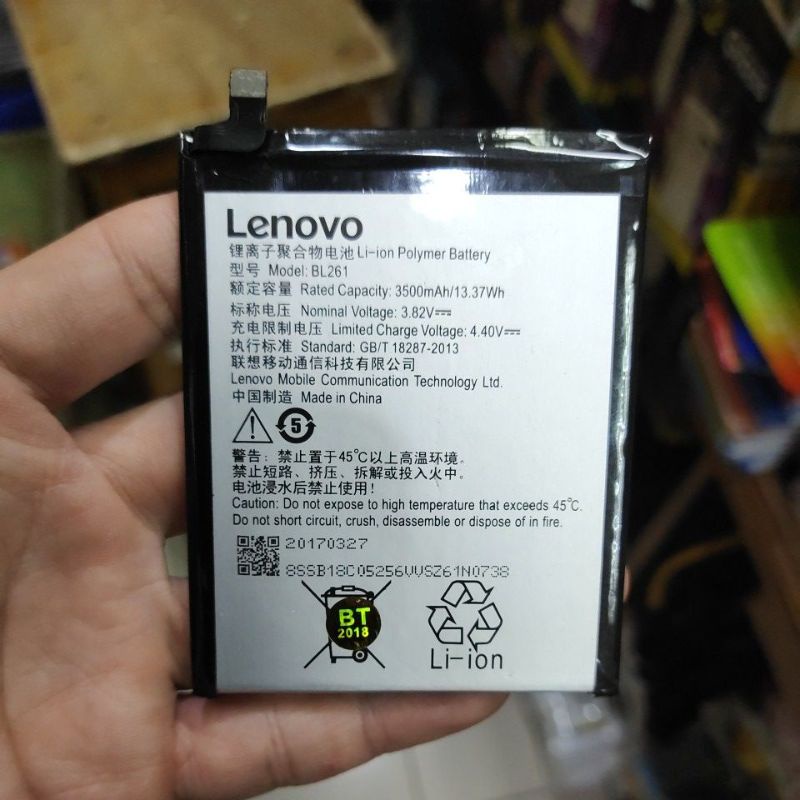 Lenovo
锂离子聚合物电池 Li-ion Polymer Battery
型号 Model: BL261
额定容量 Rated Capacity: 3500mAh/13.37Wh
标称电压 Nominal Voltage: 3.82V⎓
充电限制电压 Limited Charge Voltage: 4.40V⎓
执行标准 Standard: GB/T 18287-2013
联想移动通信科技有限公司
Lenovo Mobile Communication Technology Ltd.
中国制造 Made in China
5
警告：禁止置于45℃以上高温环境。
禁止短路、挤压、拆解或投入火中。
电池浸水后禁止使用！
Caution: Do not expose to high temperature that exceeds 45℃.
Do not short circuit, crush, disassemble or dispose of in fire.
20170327
8SSB18C05256VVSZ61N0738
BT
2018
Li-ion